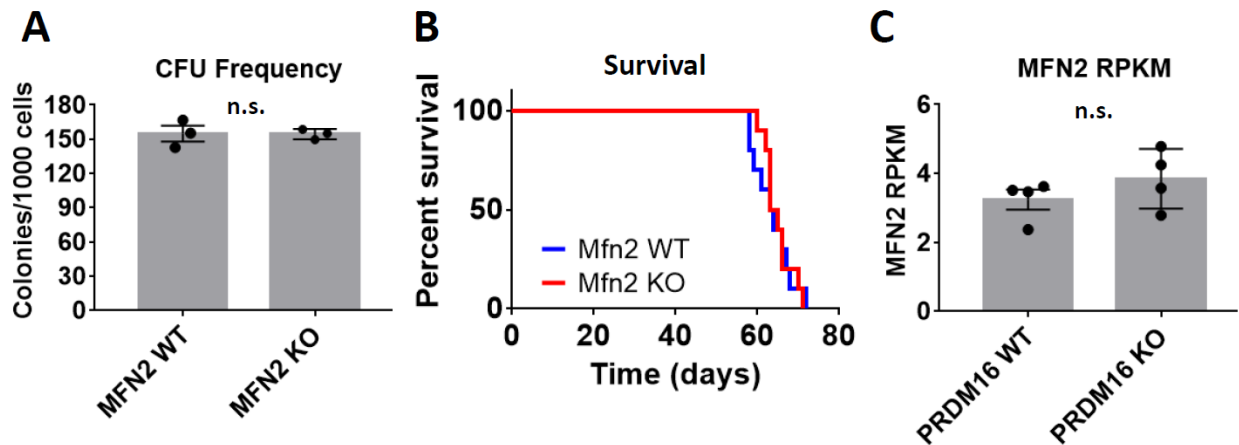 A
CFU Frequency
n.s.
Colonies/1000 cells
180
150
120
90
60
30
0
MFN2 WT
MFN2 KO
B
Survival
Percent survival
100
50
0
Mfn2 WT
Mfn2 KO
0
20
40
60
80
Time (days)
C
MFN2 RPKM
n.s.
MFN2 RPKM
6
4
2
0
PRDM16 WT
PRDM16 KO